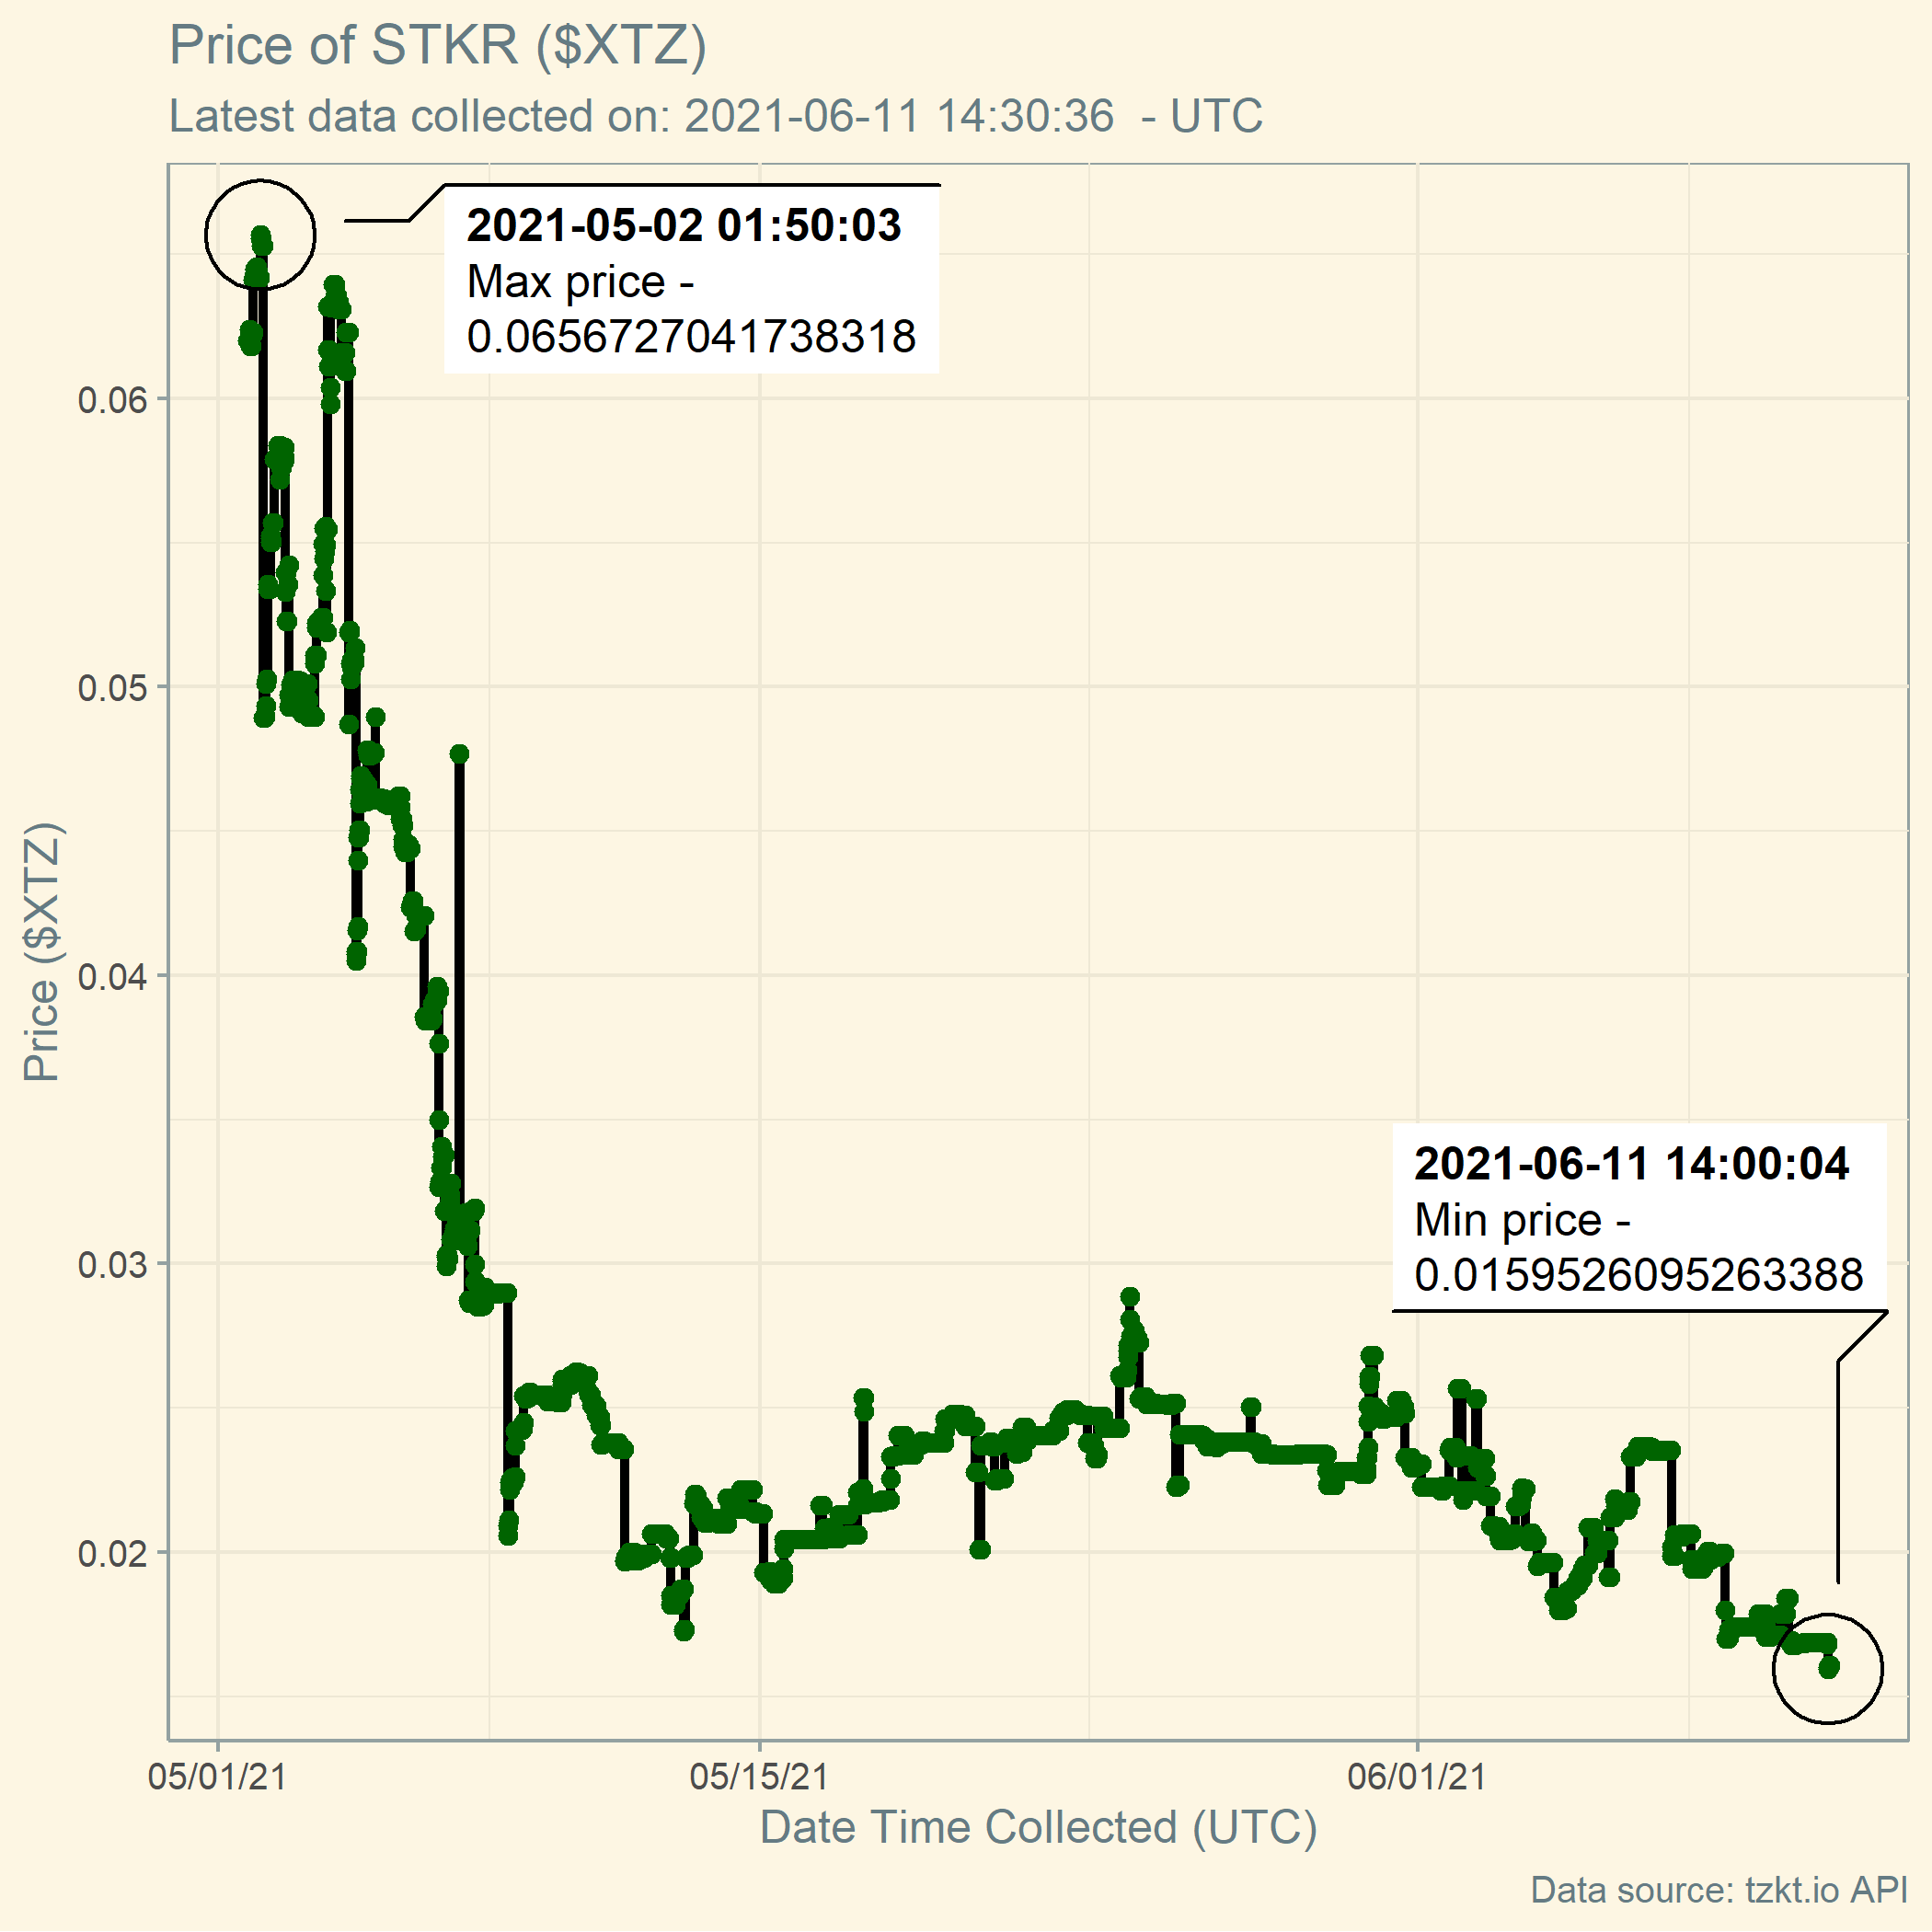 Price of STKR ($XTZ)
Latest data collected on: 2021-06-11 14:30:36 - UTC
2021-05-02 01:50:03
Max price -
0.0656727041738318
0.06
0.05
0.04
0.03
0.02
Price ($XTZ)
2021-06-11 14:00:04
Min price -
0.0159526095263388
05/01/21
05/15/21
06/01/21
Date Time Collected (UTC)
Data source: tzkt.io API